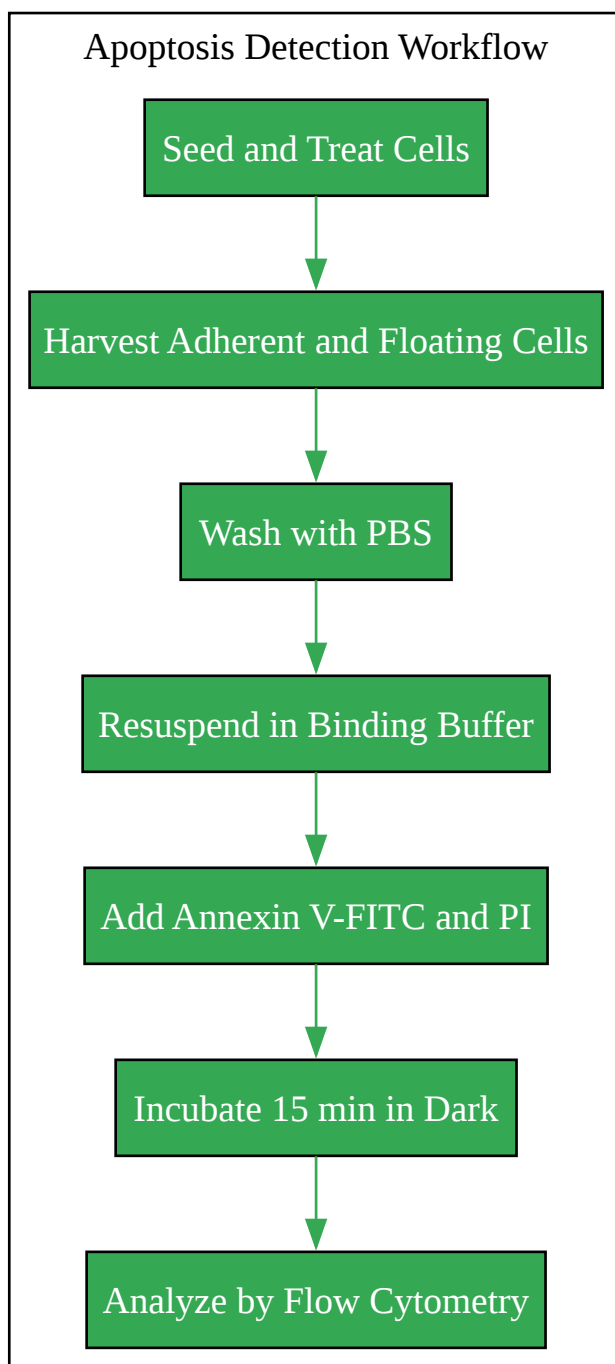 Apoptosis Detection Workflow
Seed and Treat Cells
Harvest Adherent and Floating Cells
Wash with PBS
Resuspend in Binding Buffer
Add Annexin V-FITC and PI
Incubate 15 min in Dark
Analyze by Flow Cytometry